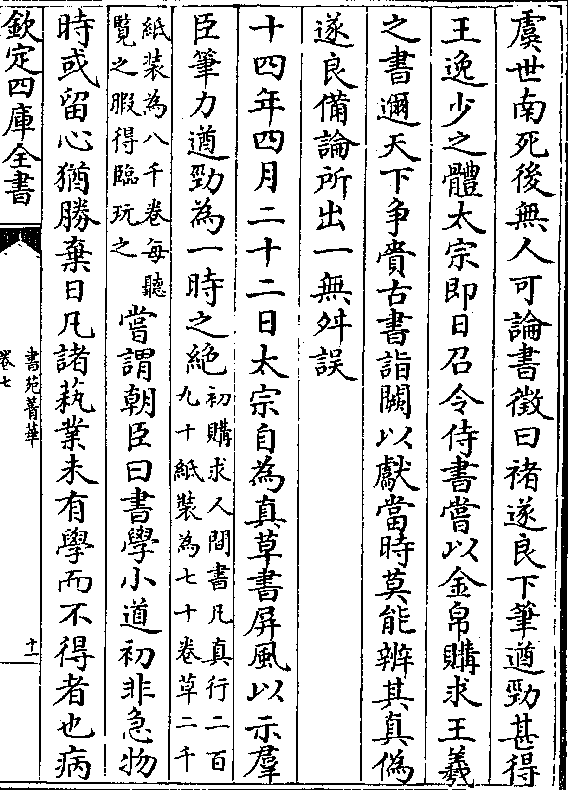 虞世南死後無人可論書徵曰褚遂良下筆遒勁甚得
王逸少之體太宗即日召令侍書嘗以金帛購求王羲
之書邇天下爭賫古書詣闕以獻當時莫能辨其真偽
遂良備論所出一無舛誤
十四年四月二十二日太宗自為真草書屏風以示羣
臣筆力遒勁為一時之絶初購求人間書凡真行二百
九十紙裝為七十卷草二千
紙裝為八千卷每聽
覽之暇得臨玩之
嘗謂朝臣曰書學小道初非急物
時或留心猶勝棄日凡諸藝業未有學而不得者也病
欽定四庫全書
書苑菁華
卷七
十一